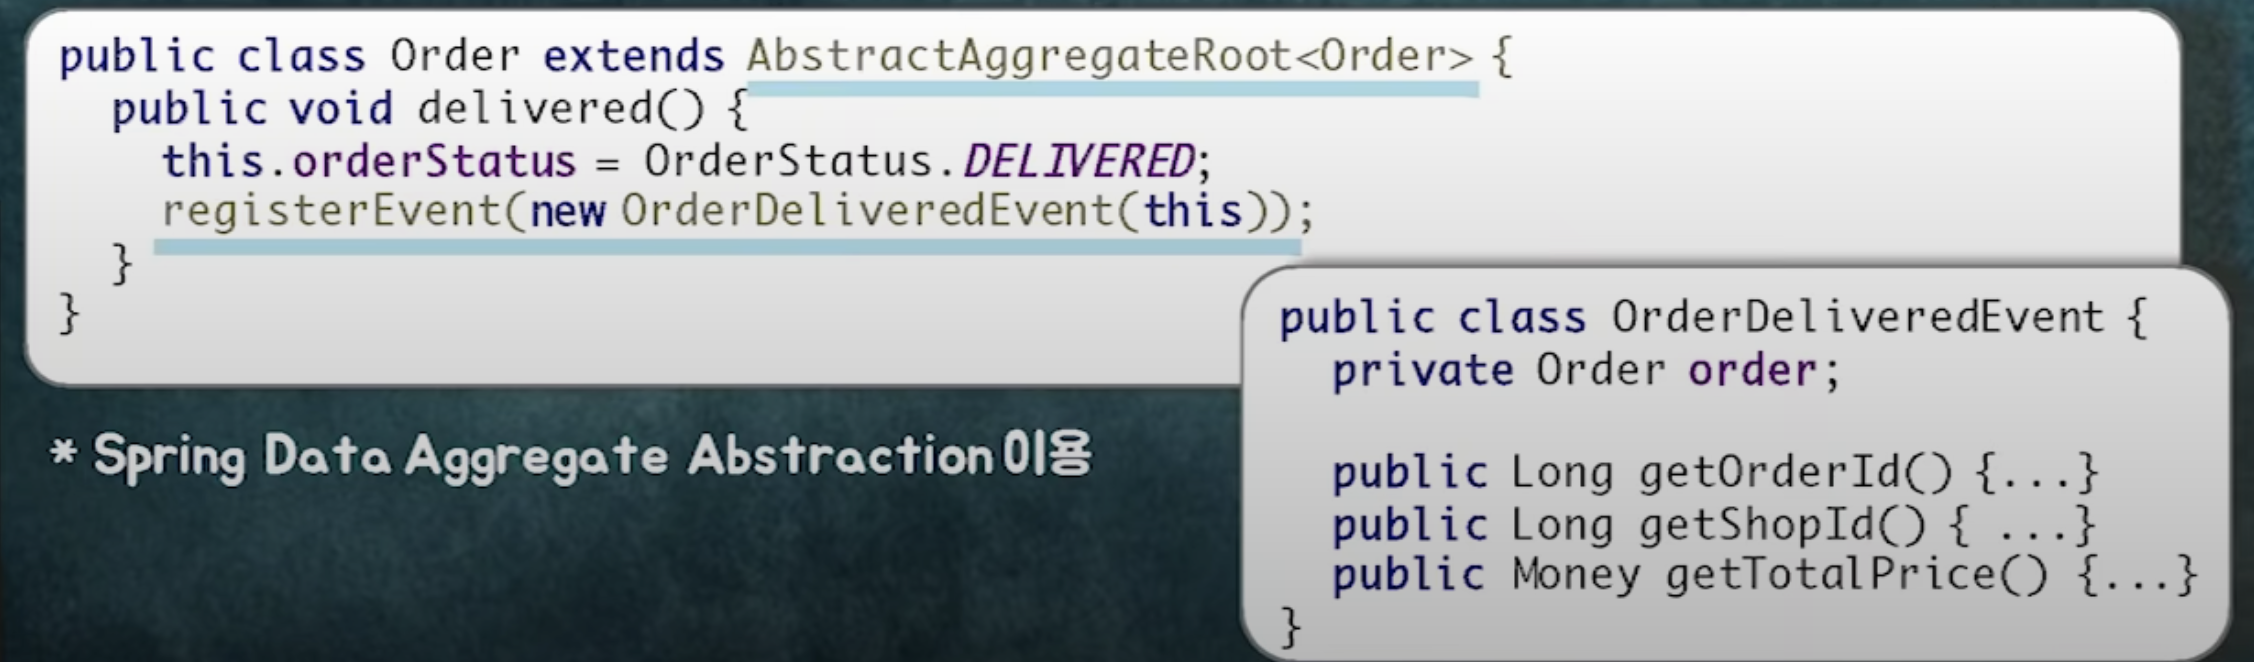 public class Order extends AbstractAggregateRoot<Order> {
public void delivered() {
this.orderStatus = OrderStatus.DELIVERED;
registerEvent(new OrderDeliveredEvent(this));
}
}
* Spring Data Aggregate Abstraction 이용
public class OrderDeliveredEvent {
private Order order;
public Long getOrderId() {...}
public Long getShopId() { ...}
public Money getTotalPrice() {...}
}